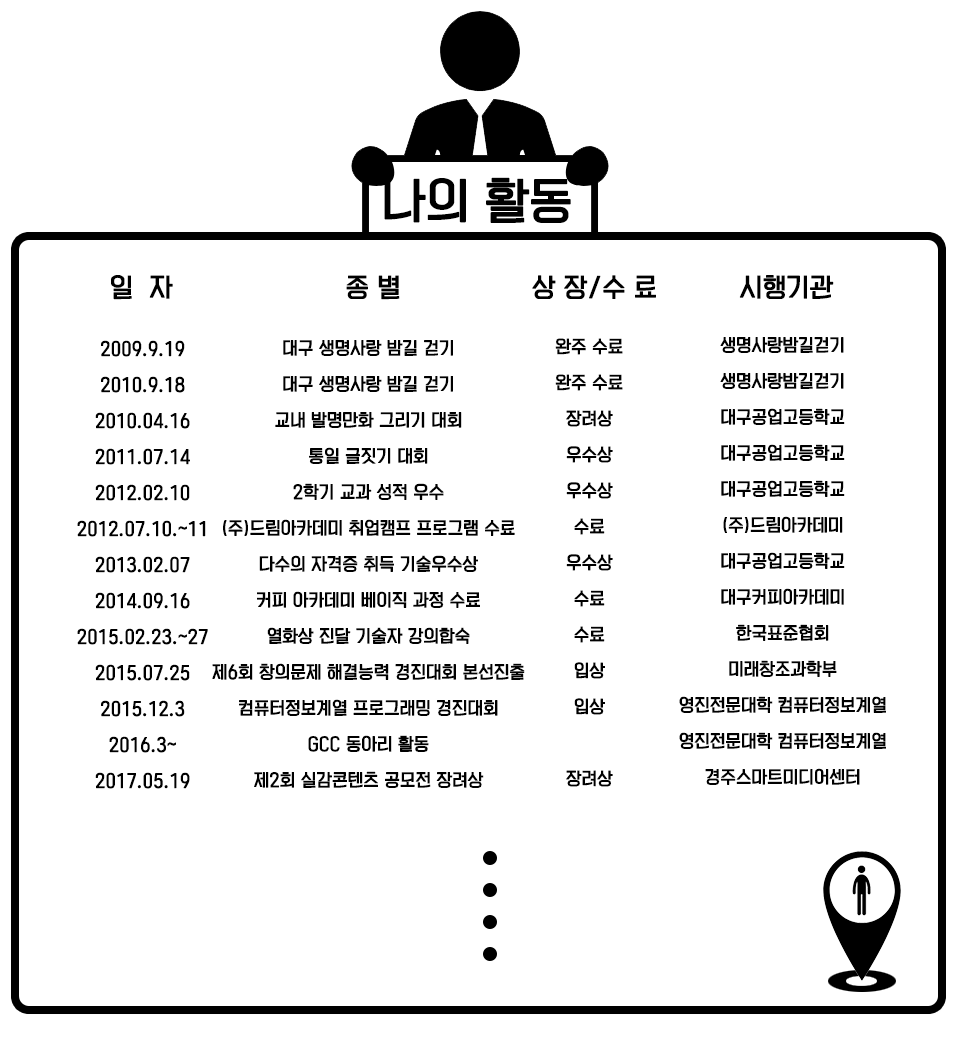 나의 활동
일 자 종 별 상 장/수 료 시행기관
2009.9.19 대구 생명사랑 밤길 걷기 완주 수료 생명사랑밤길걷기
2010.9.18 대구 생명사랑 밤길 걷기 완주 수료 생명사랑밤길걷기
2010.04.16 교내 발명만화 그리기 대회 장려상 대구공업고등학교
2011.07.14 통일 글짓기 대회 우수상 대구공업고등학교
2012.02.10 2학기 교과 성적 우수 우수상 대구공업고등학교
2012.07.10.~11 (주)드림아카데미 취업캠프 프로그램 수료 수료 (주)드림아카데미
2013.02.07 다수의 자격증 취득 기술우수상 우수상 대구공업고등학교
2014.09.16 커피 아카데미 베이직 과정 수료 수료 대구커피아카데미
2015.02.23.~27 열화상 진달 기술자 강의합숙 수료 한국표준협회
2015.07.25 제6회 창의문제 해결능력 경진대회 본선진출 입상 미래창조과학부
2015.12.3 컴퓨터정보계열 프로그래밍 경진대회 입상 영진전문대학 컴퓨터정보계열
2016.3~ GCC 동아리 활동 영진전문대학 컴퓨터정보계열
2017.05.19 제2회 실감콘텐츠 공모전 장려상 장려상 경주스마트미디어센터